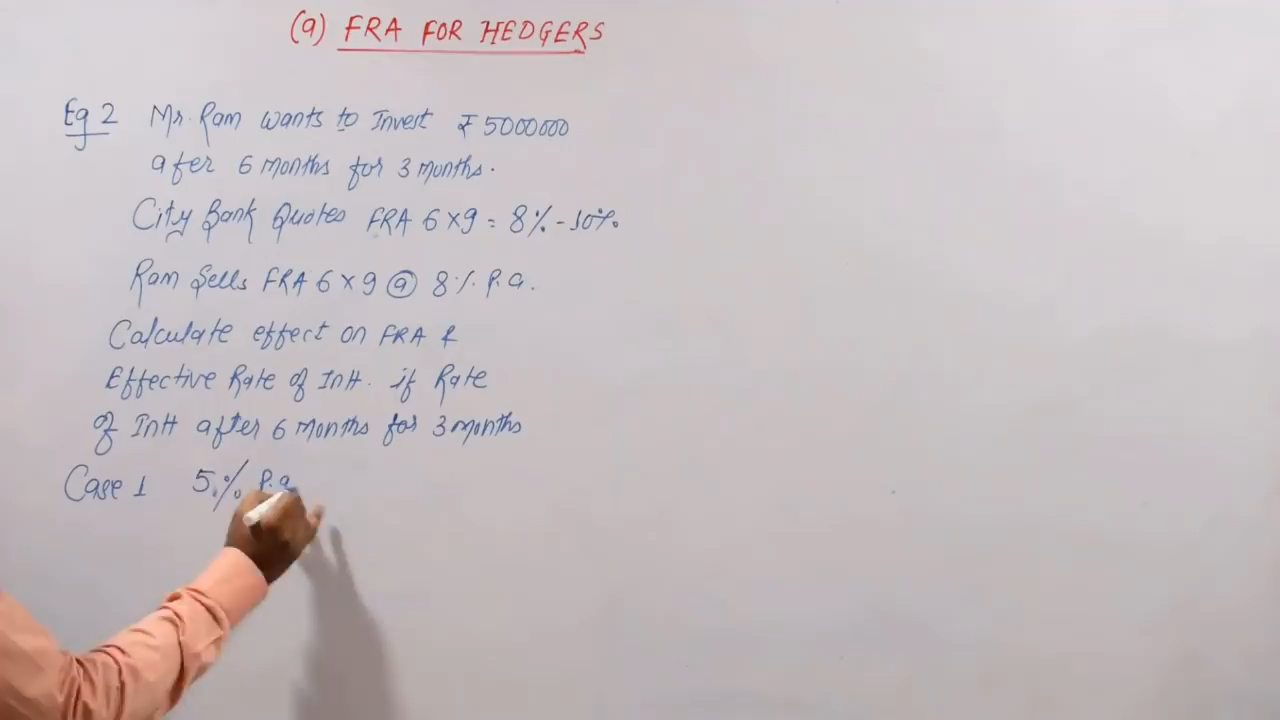 (a) FRA FOR HEDGERS
Eg 2 Mr. Ram wants to Invest ₹ 5000000
after 6 months for 3 months.
City Bank Quotes FRA 6×9 = 8% - 10%
Ram Sells FRA 6×9 @ 8% P.a.
Calculate effect on FRA &
Effective Rate of Intt. if Rate
of Intt after 6 months for 3 months
Case 1 5% P.a